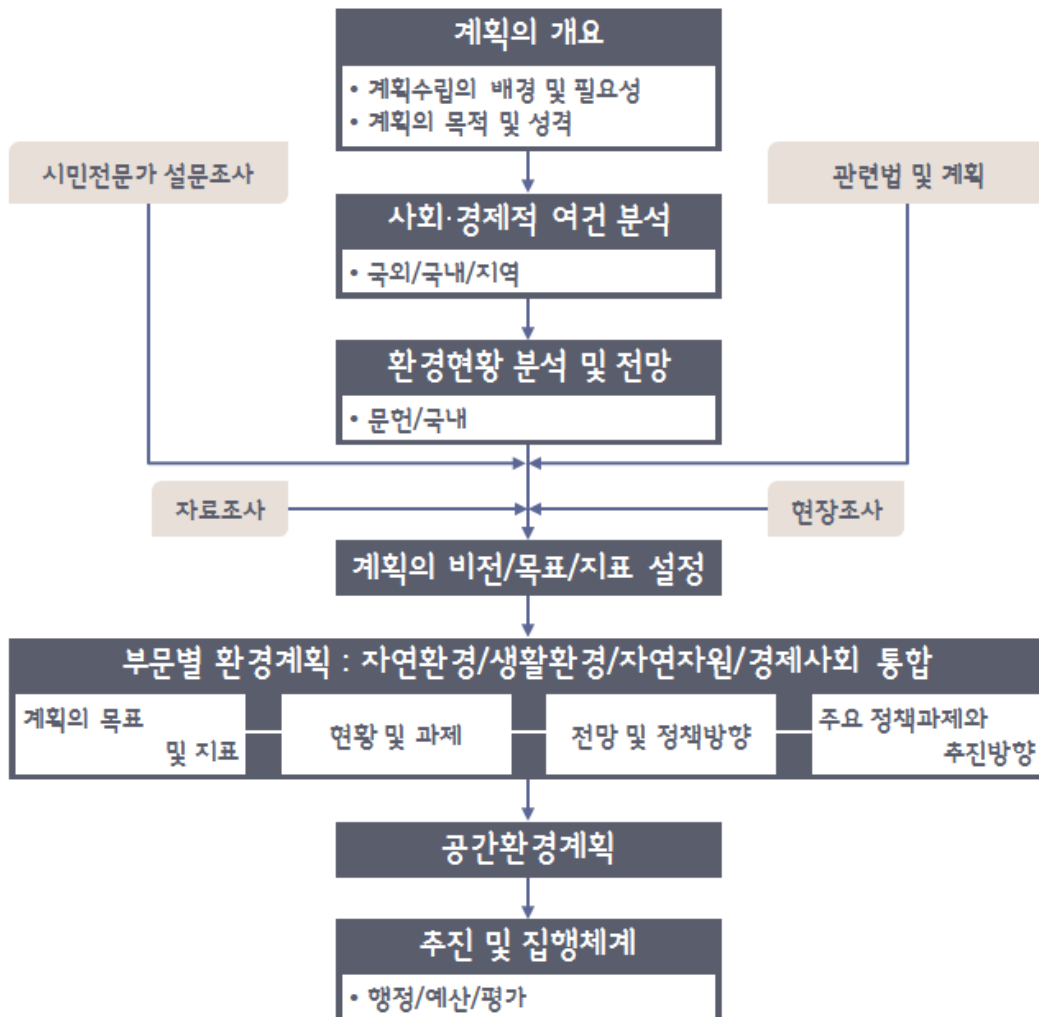 계획의 개요
• 계획수립의 배경 및 필요성
• 계획의 목적 및 성격
시민전문가 설문조사
관련법 및 계획
사회·경제적 여건 분석
• 국외/국내/지역
환경현황 분석 및 전망
• 문헌/국내
자료조사
현장조사
계획의 비전/목표/지표 설정
부문별 환경계획 : 자연환경/생활환경/자연자원/경제사회 통합
계획의 목표
및 지표
현황 및 과제
전망 및 정책방향
주요 정책과제와
추진방향
공간환경계획
추진 및 집행체계
• 행정/예산/평가